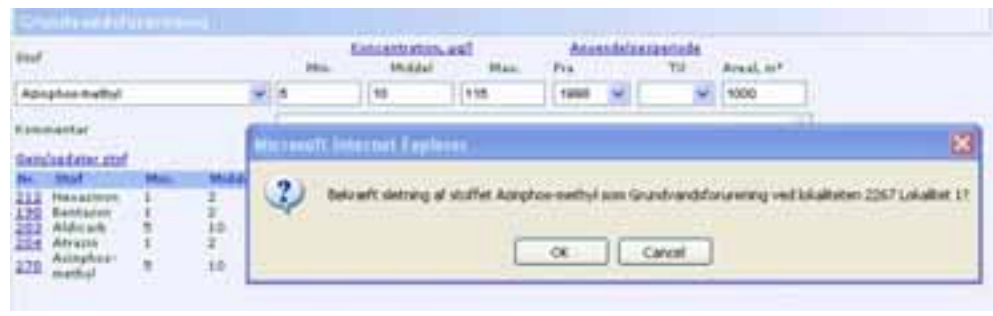 Grundvandsforurening
Koncentration, µg/l Anvendelsesperiode
Stof Min. Middel Max. Fra Til Areal, m²
Azinphos-methyl 5 10 115 1998 1000
Kommentar
Gem/opdater stof
Microsoft Internet Explorer
Nr. Stof Min. Midd
212 Hexazinon 1 2
190 Bentazon 1 2
203 Aldicarb 5 10
204 Atrazin 1 2
270 Azinphos-methyl 5 10
Bekræft sletning af stoffet Azinphos-methyl som Grundvandsforurening ved lokaliteten 2267 Lokalitet 1?
OK Cancel